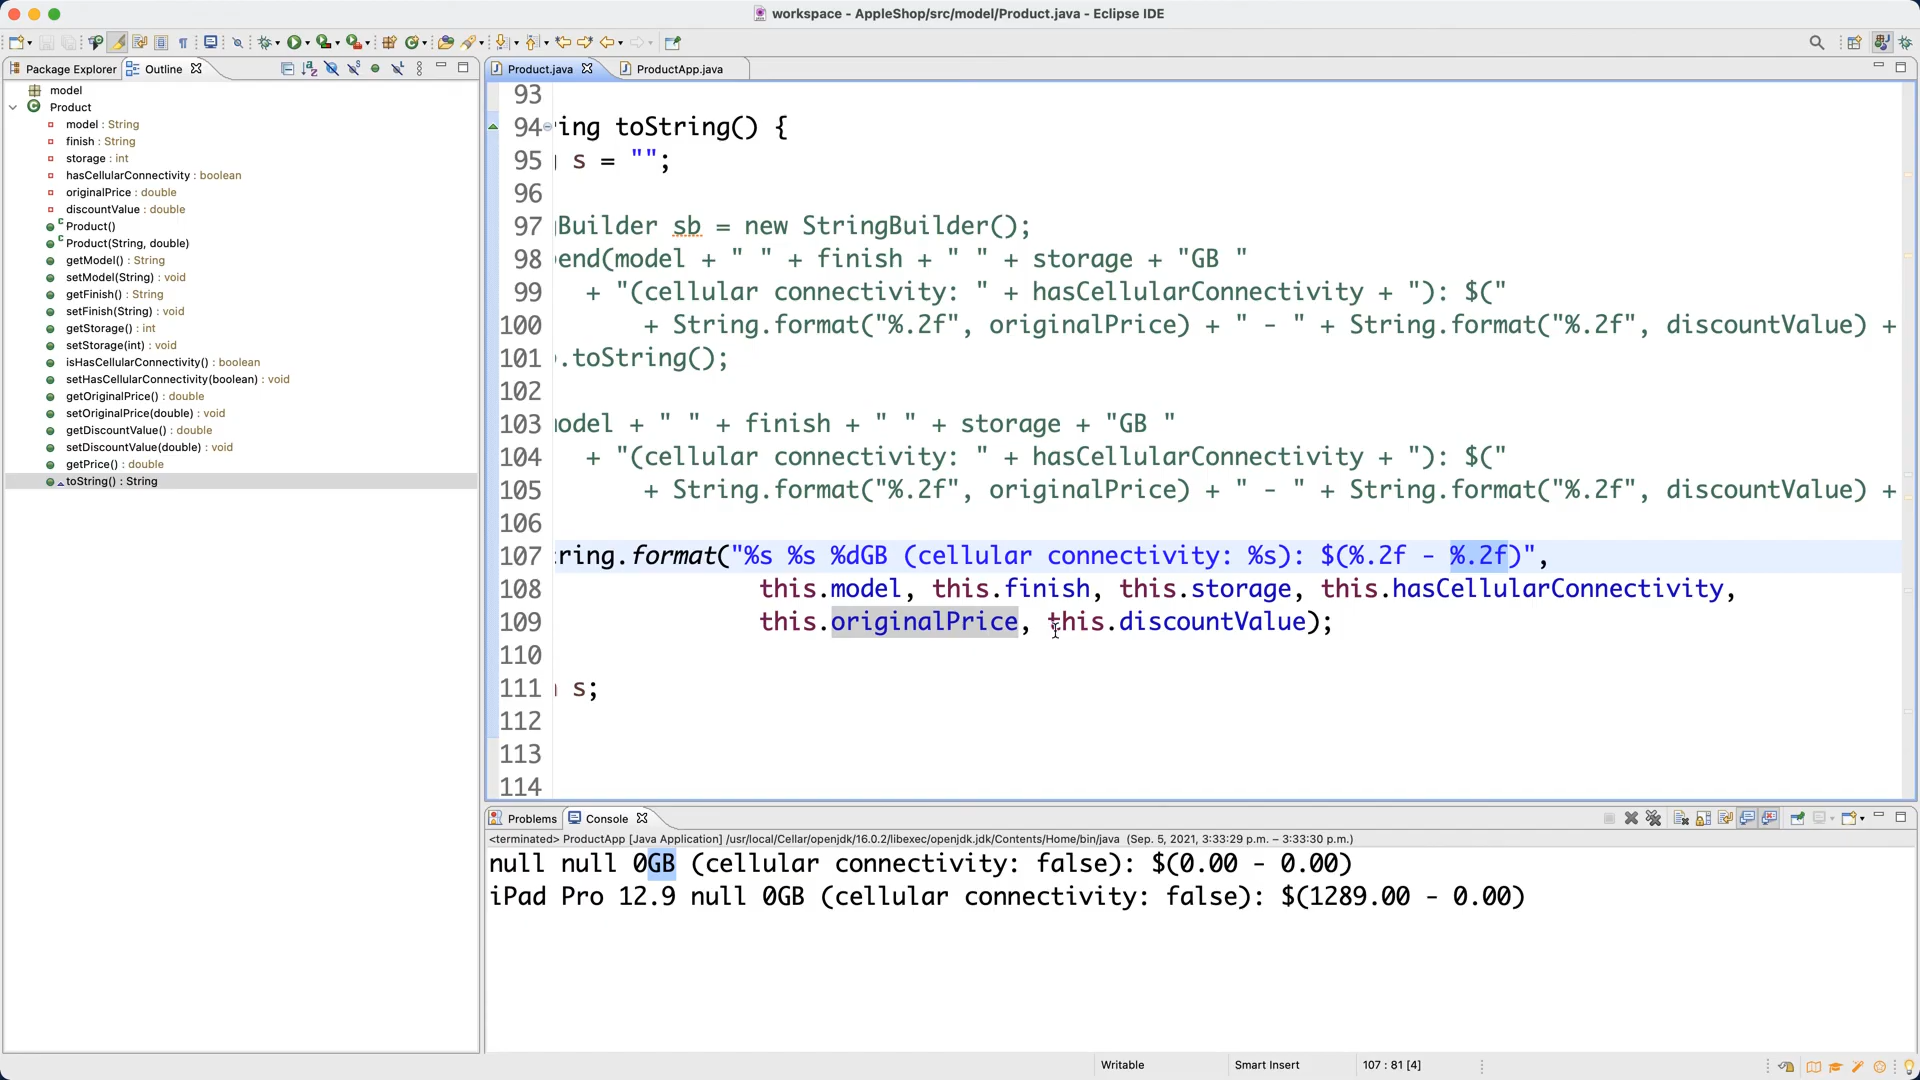 workspace - AppleShop/src/model/Product.java - Eclipse IDE
Package Explorer
Outline
model
Product
model : String
finish : String
storage : int
hasCellularConnectivity : boolean
originalPrice : double
discountValue : double
Product()
Product(String, double)
getModel() : String
setModel(String) : void
getFinish() : String
setFinish(String) : void
getStorage() : int
setStorage(int) : void
isHasCellularConnectivity() : boolean
setHasCellularConnectivity(boolean) : void
getOriginalPrice() : double
setOriginalPrice(double) : void
getDiscountValue() : double
setDiscountValue(double) : void
getPrice() : double
toString() : String
Product.java
ProductApp.java
93
94 ing toString() {
95 s = "";
96
97 Builder sb = new StringBuilder();
98 end(model + " " + finish + " " + storage + "GB "
99 + "(cellular connectivity: " + hasCellularConnectivity + "): $("
100 + String.format("%.2f", originalPrice) + " - " + String.format("%.2f", discountValue) +
101 .toString();
102
103 odel + " " + finish + " " + storage + "GB "
104 + "(cellular connectivity: " + hasCellularConnectivity + "): $("
105 + String.format("%.2f", originalPrice) + " - " + String.format("%.2f", discountValue) +
106
107 tring.format("%s %s %dGB (cellular connectivity: %s): $(%.2f - %.2f)",
108 this.model, this.finish, this.storage, this.hasCellularConnectivity,
109 this.originalPrice, this.discountValue);
110
111 s;
112
113
114
Problems
Console
<terminated> ProductApp [Java Application] /usr/local/Cellar/openjdk/16.0.2/libexec/openjdk.jdk/Contents/Home/bin/java (Sep. 5, 2021, 3:33:29 p.m. – 3:33:30 p.m.)
null null 0GB (cellular connectivity: false): $(0.00 - 0.00)
iPad Pro 12.9 null 0GB (cellular connectivity: false): $(1289.00 - 0.00)
Writable
Smart Insert
107 : 81 [4]